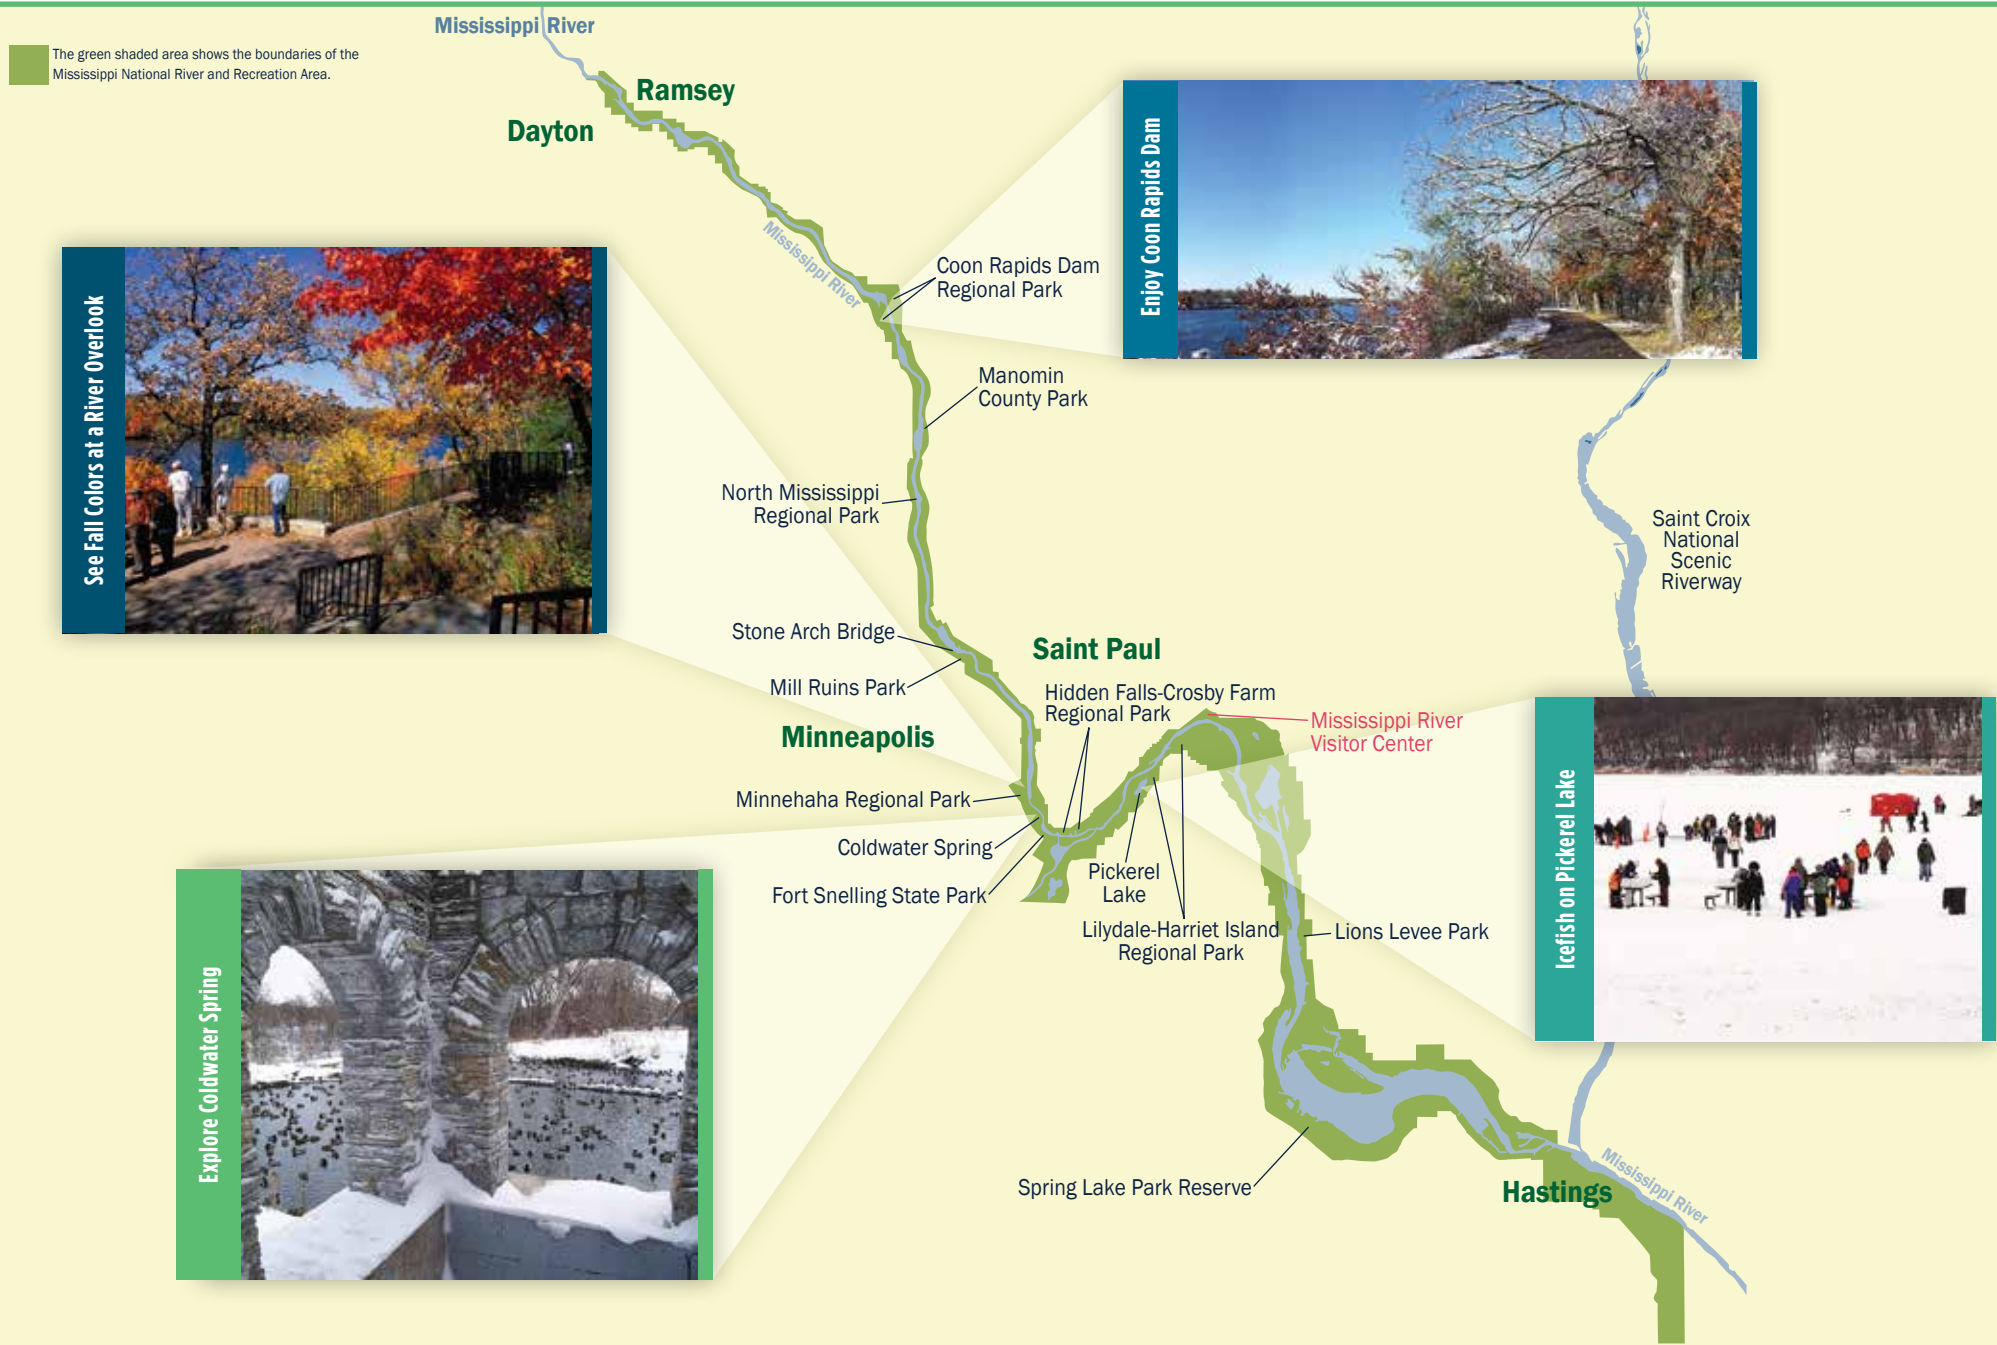 Mississippi River
The green shaded area shows the boundaries of the
Mississippi National River and Recreation Area.
Ramsey
Dayton
Enjoy Coon Rapids Dam
Mississippi River
Coon Rapids Dam
Regional Park
See Fall Colors at a River Overlook
Manomin
County Park
North Mississippi
Regional Park
Saint Croix
National
Scenic
Riverway
Stone Arch Bridge
Saint Paul
Mill Ruins Park
Hidden Falls-Crosby Farm
Regional Park
Mississippi River
Visitor Center
Minneapolis
Minnehaha Regional Park
Coldwater Spring
Fort Snelling State Park
Pickerel
Lake
Lilydale-Harriet Island
Regional Park
Lions Levee Park
Icefish on Pickerel Lake
Explore Coldwater Spring
Spring Lake Park Reserve
Hastings
Mississippi River